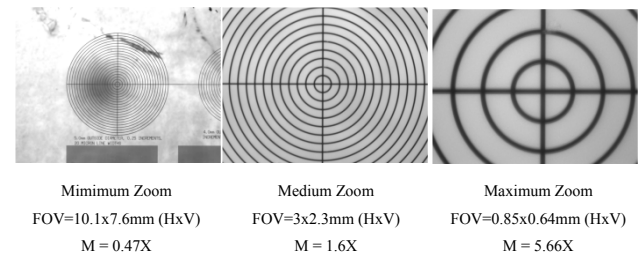 Mimimum Zoom
FOV=10.1x7.6mm (HxV)
M = 0.47X
Medium Zoom
FOV=3x2.3mm (HxV)
M = 1.6X
Maximum Zoom
FOV=0.85x0.64mm (HxV)
M = 5.66X